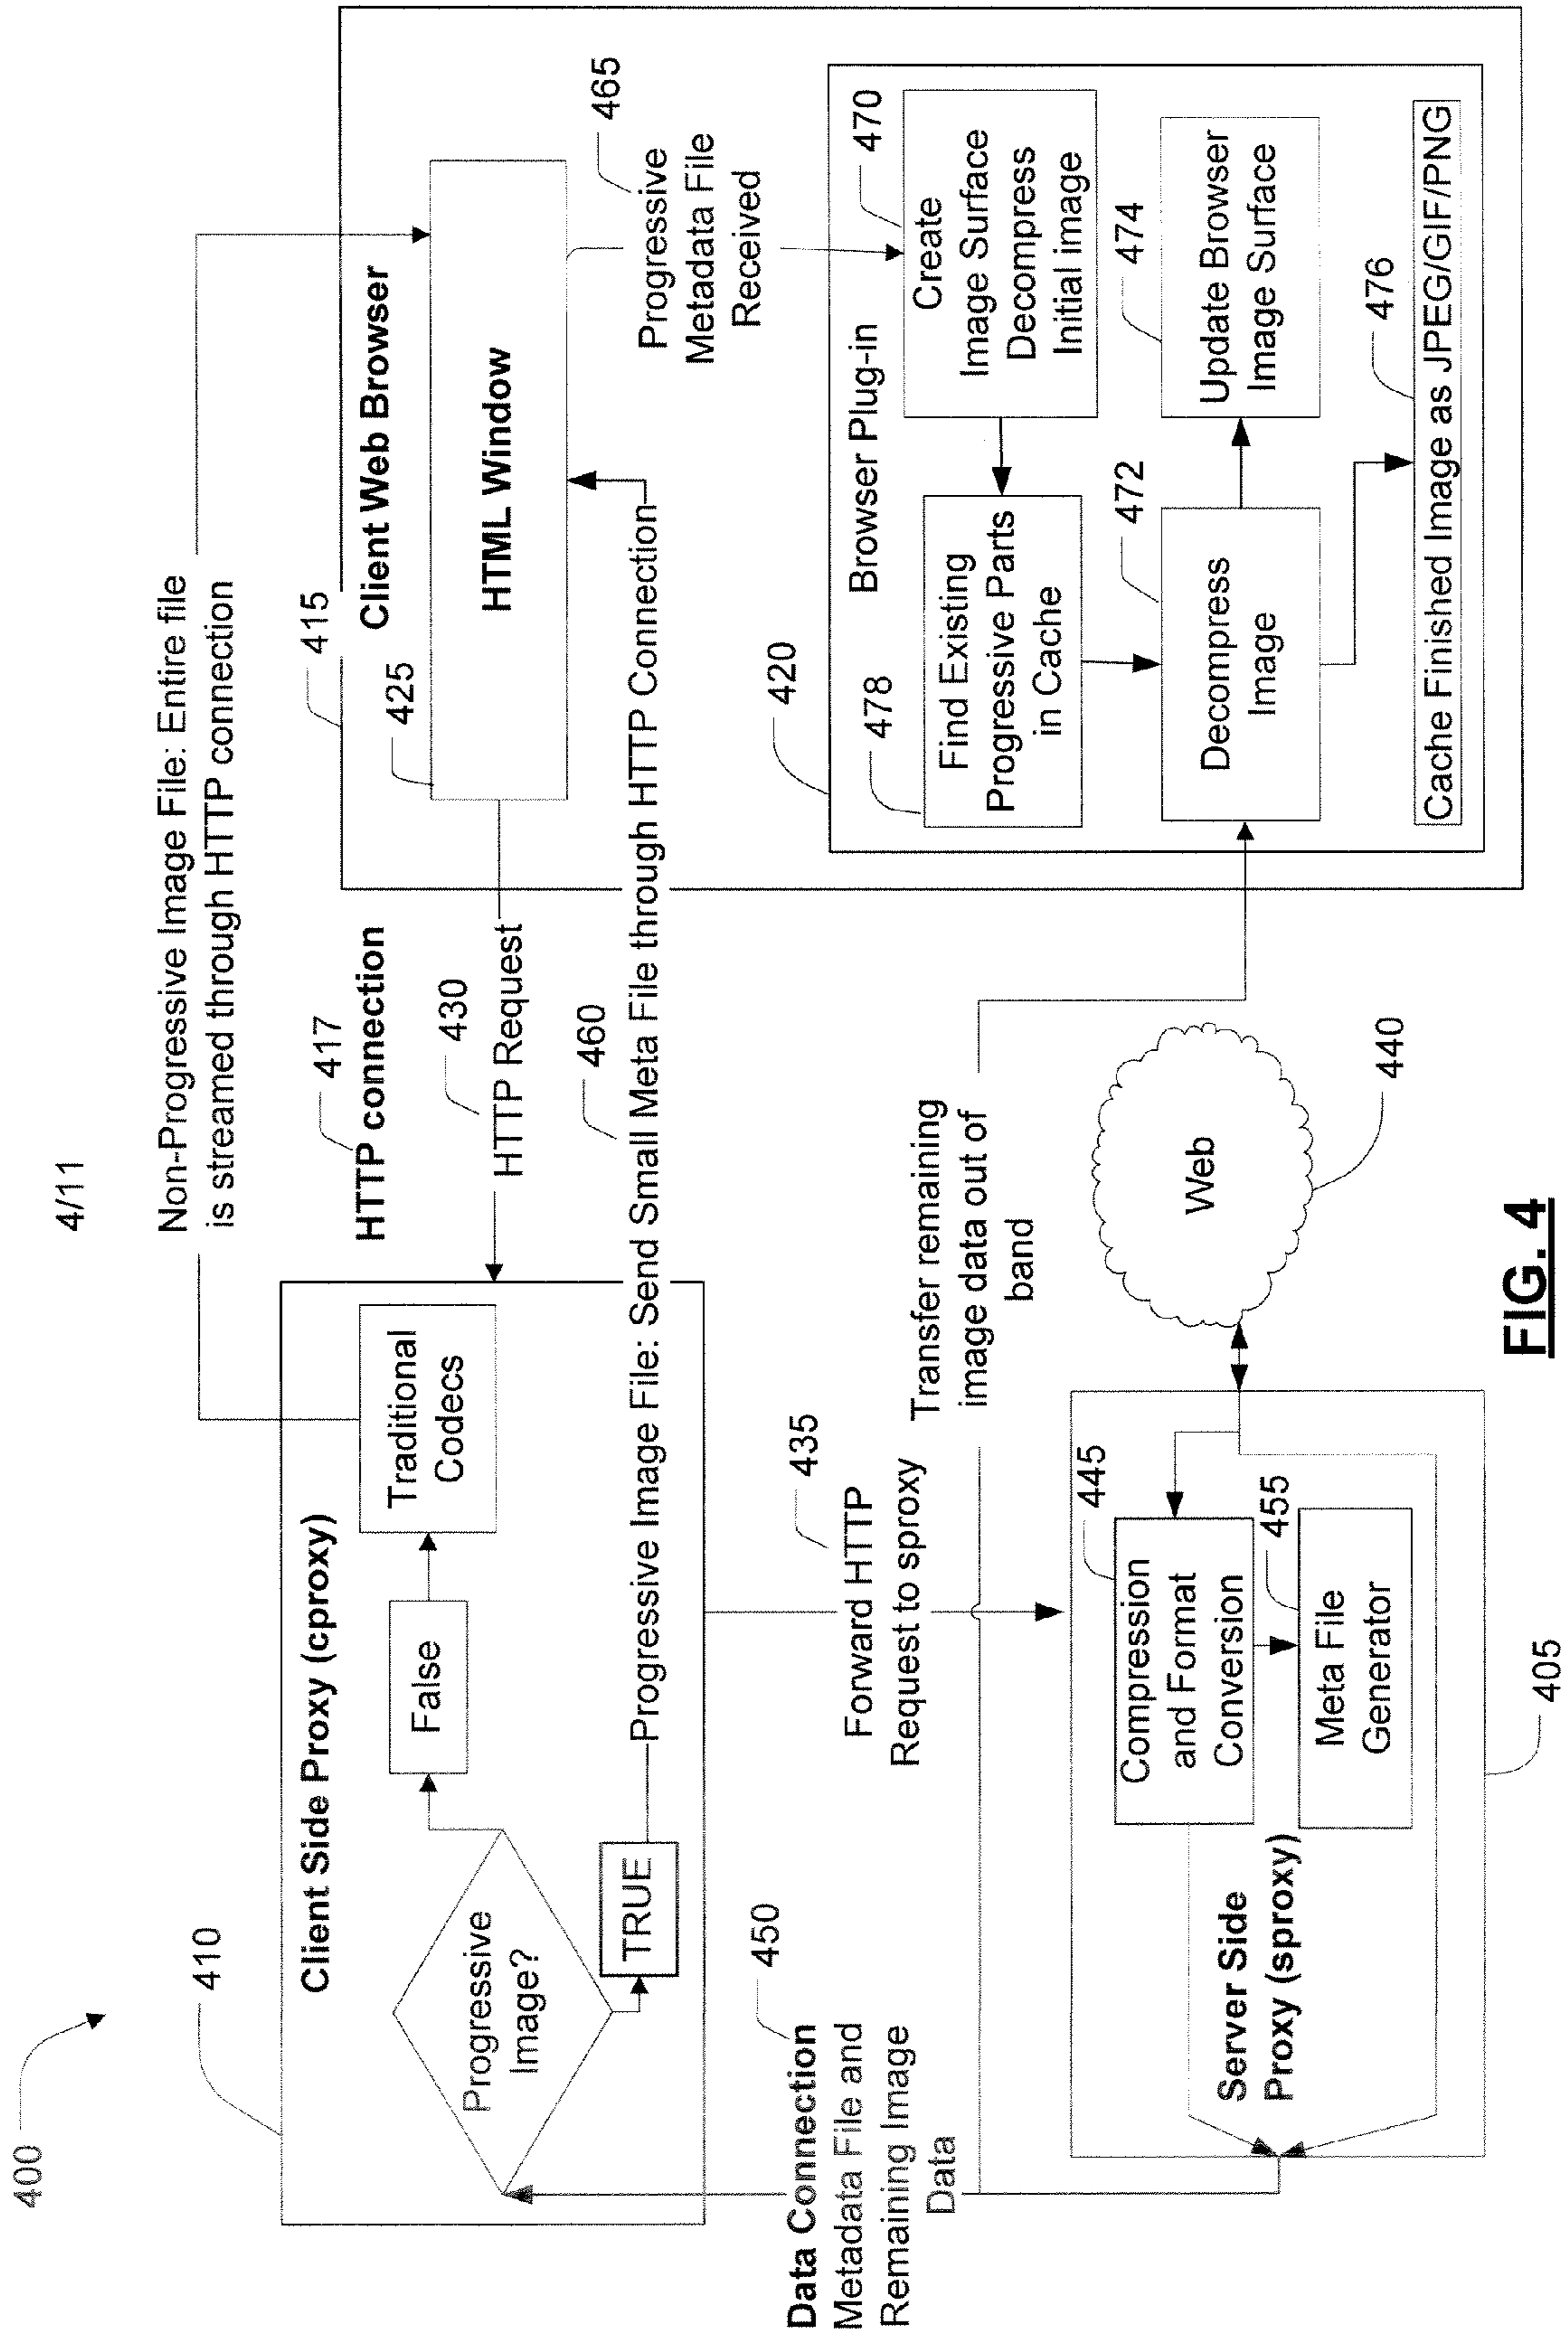 4/11
400
410
Client Side Proxy (cproxy)
Progressive
Image?
False
Traditional
Codecs
TRUE
Non-Progressive Image File: Entire file
is streamed through HTTP connection
417
HTTP connection
430
HTTP Request
460
Progressive Image File: Send Small Meta File through HTTP Connection
415
Client Web Browser
425
HTML Window
465
Progressive
Metadata File
Received
420
Browser Plug-in
470
Create
Image Surface
Decompress
Initial image
478
Find Existing
Progressive Parts
in Cache
472
Decompress
Image
474
Update Browser
Image Surface
476
Cache Finished Image as JPEG/GIF/PNG
450
Data Connection
Metadata File and
Remaining Image
Data
435
Forward HTTP
Request to sproxy
Transfer remaining
image data out of
band
Server Side
Proxy (sproxy)
445
Compression
and Format
Conversion
455
Meta File
Generator
405
Web
440
FIG. 4